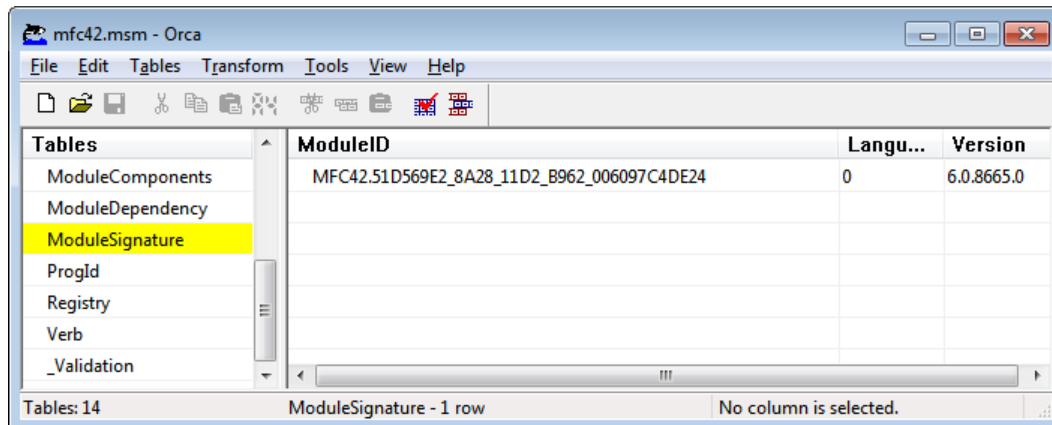 mfc42.msm - Orca
File Edit Tables Transform Tools View Help
Tables
ModuleID Langu... Version
ModuleComponents
MFC42.51D569E2_8A28_11D2_B962_006097C4DE24 0 6.0.8665.0
ModuleDependency
ModuleSignature
ProgId
Registry
Verb
_Validation
Tables: 14 ModuleSignature - 1 row No column is selected.